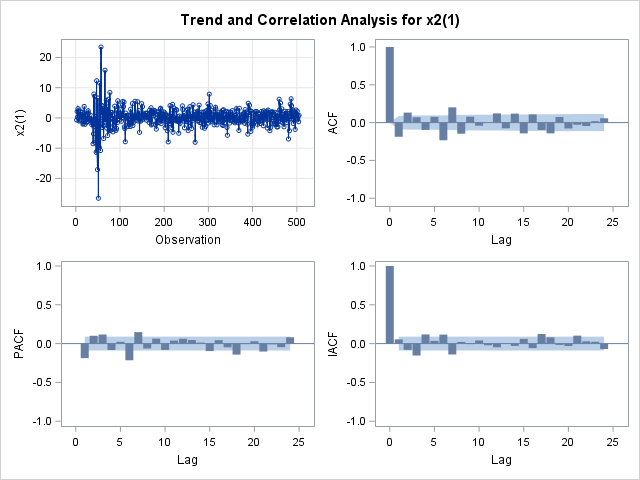 Trend and Correlation Analysis for x2(1)
x2(1)
20
10
0
-10
-20
0 100 200 300 400 500
Observation
ACF
1.0
0.5
0.0
-0.5
-1.0
0 5 10 15 20 25
Lag
PACF
1.0
0.5
0.0
-0.5
-1.0
0 5 10 15 20 25
Lag
IACF
1.0
0.5
0.0
-0.5
-1.0
0 5 10 15 20 25
Lag